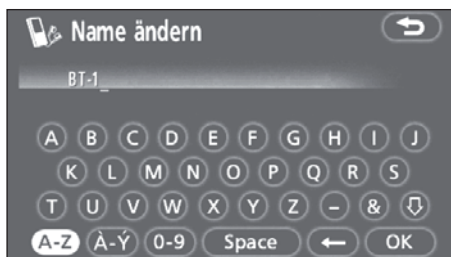 Name ändern
BT-1_
A B C D E F G H I J
K L M N O P Q R S
T U V W X Y Z - &
A-Z À-Ý 0-9 Space ← OK